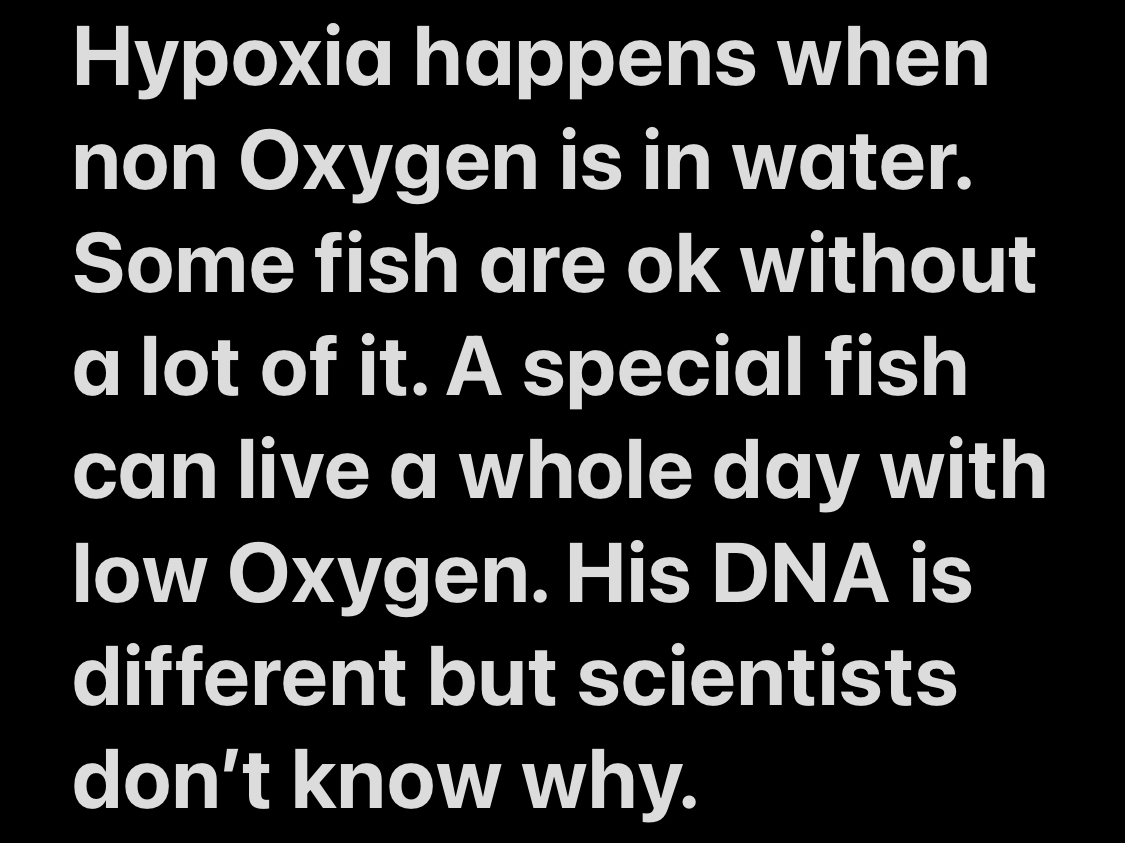 Hypoxia happens when
non Oxygen is in water.
Some fish are ok without
a lot of it. A special fish
can live a whole day with
low Oxygen. His DNA is
different but scientists
don’t know why.